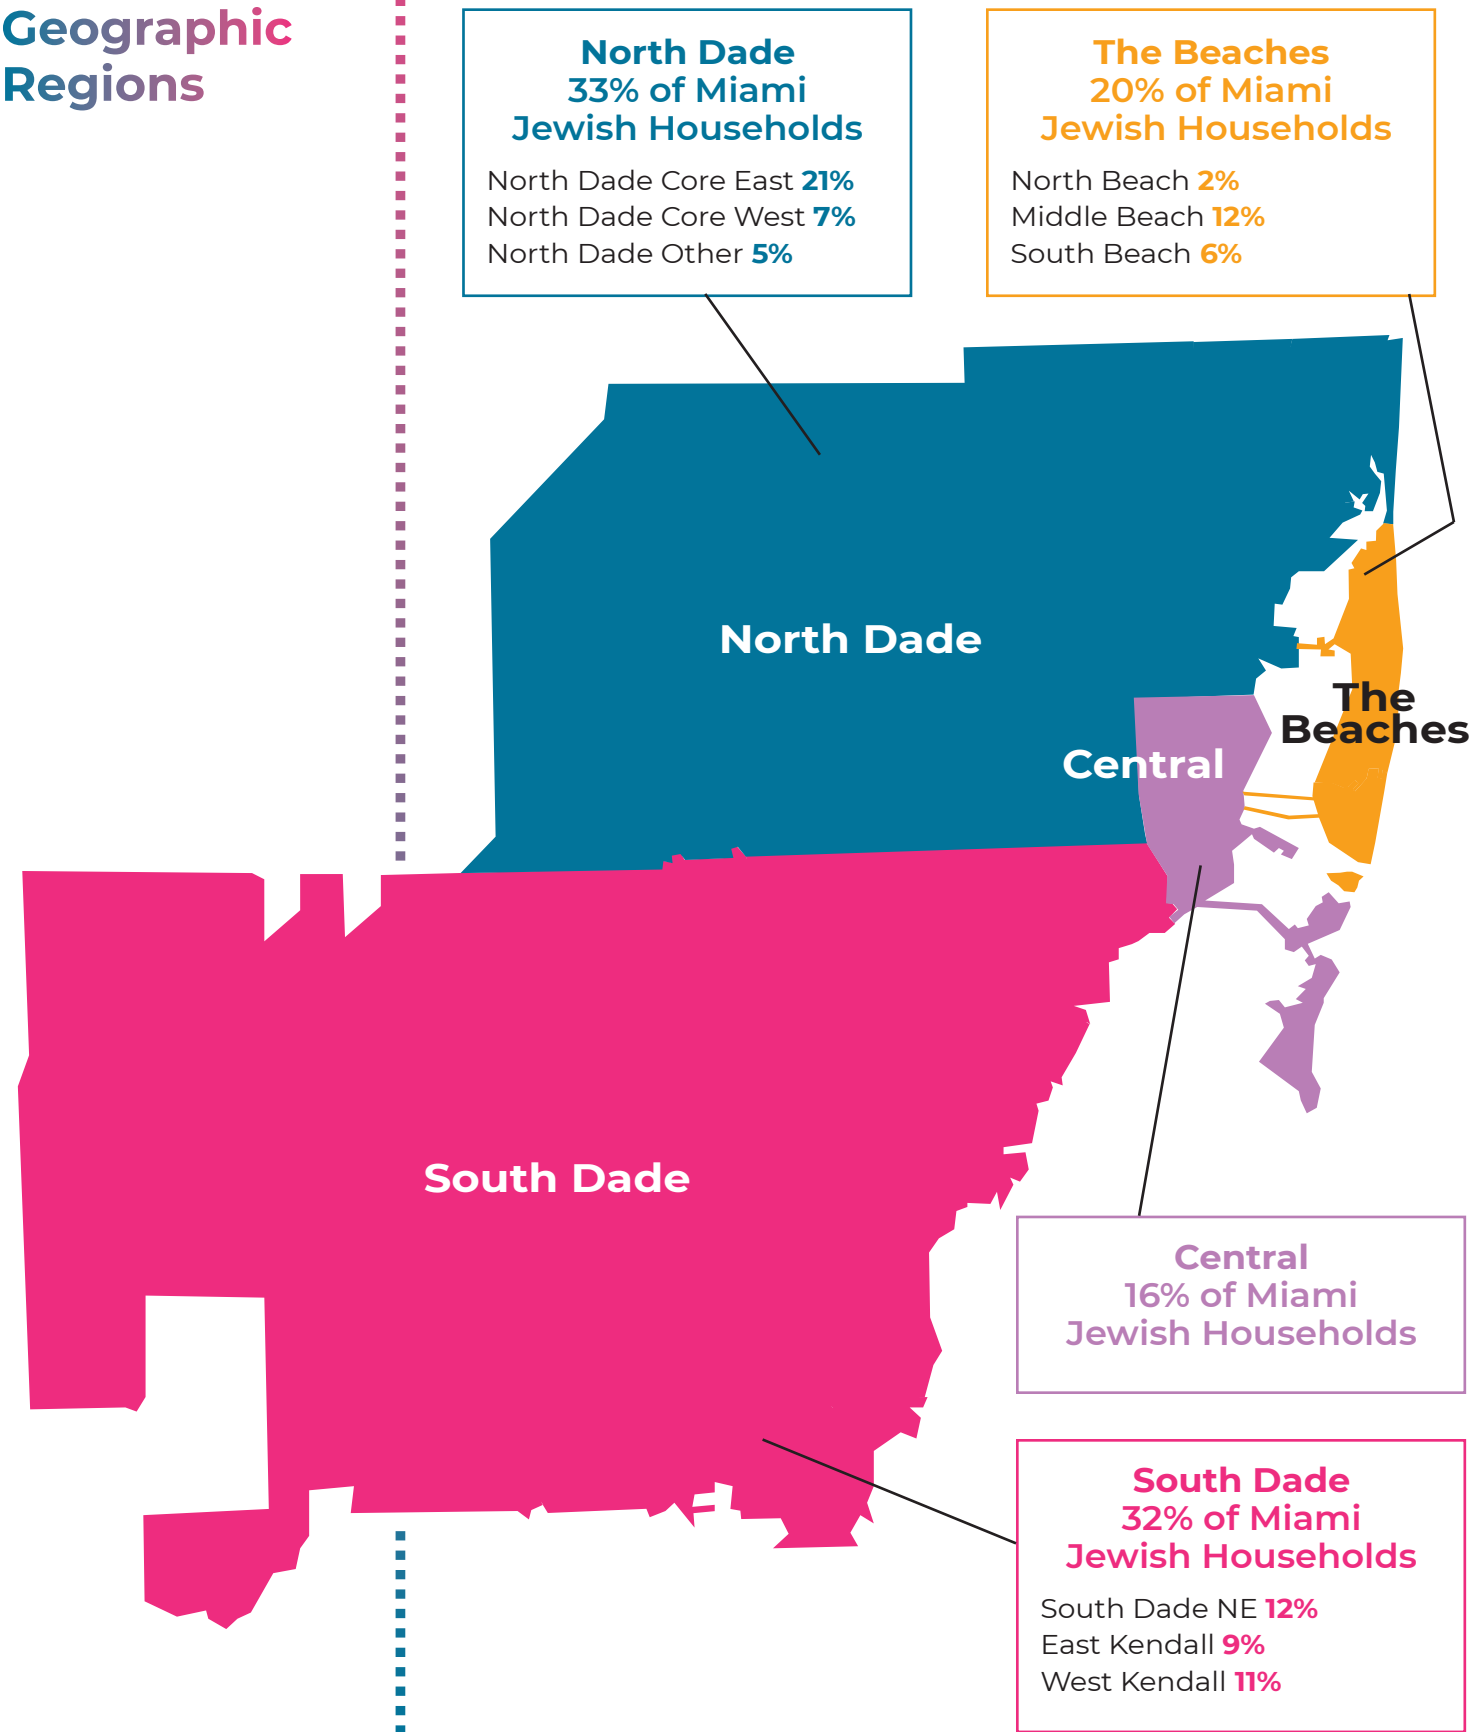 Geographic
Regions
North Dade
33% of Miami
Jewish Households
North Dade Core East 21%
North Dade Core West 7%
North Dade Other 5%
The Beaches
20% of Miami
Jewish Households
North Beach 2%
Middle Beach 12%
South Beach 6%
North Dade
The
Beaches
Central
South Dade
Central
16% of Miami
Jewish Households
South Dade
32% of Miami
Jewish Households
South Dade NE 12%
East Kendall 9%
West Kendall 11%